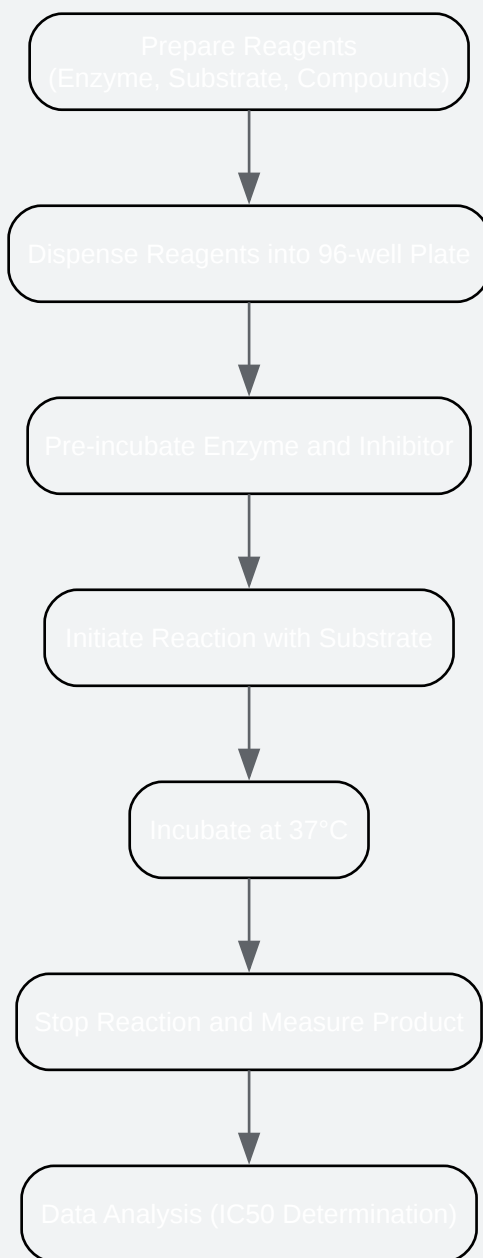 Prepare Reagents
(Enzyme, Substrate, Compounds)
Dispense Reagents into 96-well Plate
Pre-incubate Enzyme and Inhibitor
Initiate Reaction with Substrate
Incubate at 37°C
Stop Reaction and Measure Product
Data Analysis (IC50 Determination)